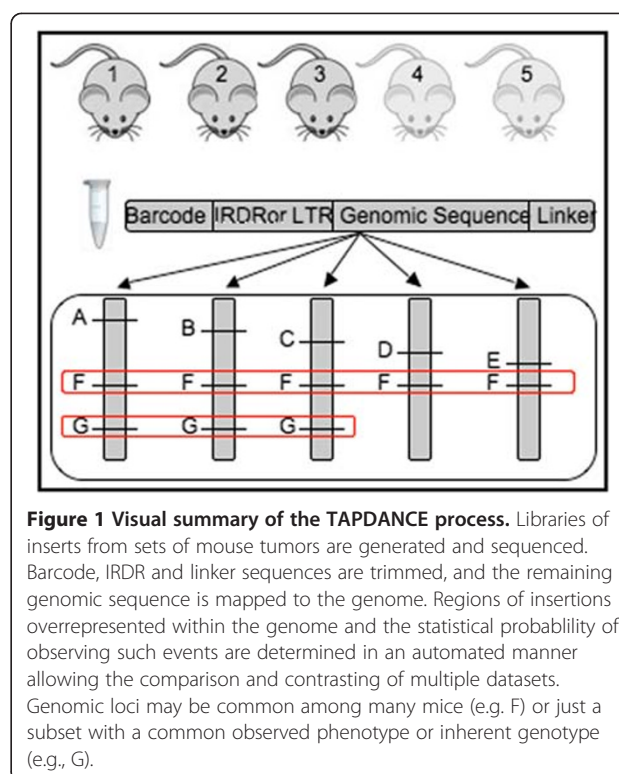 1 2 3 4 5
Barcode IRDRor LTR Genomic Sequence Linker
A
B
C
D
E
F F F F F
G G G
Figure 1 Visual summary of the TAPDANCE process. Libraries of
inserts from sets of mouse tumors are generated and sequenced.
Barcode, IRDR and linker sequences are trimmed, and the remaining
genomic sequence is mapped to the genome. Regions of insertions
overrepresented within the genome and the statistical probablility of
observing such events are determined in an automated manner
allowing the comparison and contrasting of multiple datasets.
Genomic loci may be common among many mice (e.g. F) or just a
subset with a common observed phenotype or inherent genotype
(e.g., G).